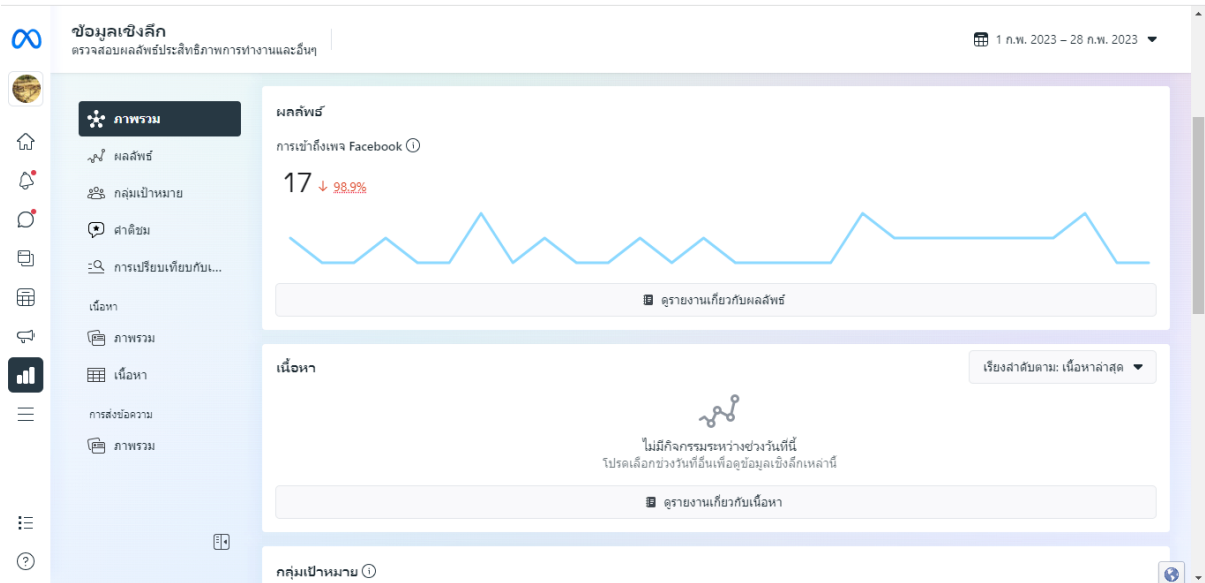 ข้อมูลเชิงลึก
ตรวจสอบผลลัพธ์ประสิทธิภาพการทำงานและอื่นๆ
1 ก.พ. 2023 – 28 ก.พ. 2023
ภาพรวม
ผลลัพธ์
กลุ่มเป้าหมาย
คำติชม
การเปรียบเทียบกับเ...
เนื้อหา
ภาพรวม
เนื้อหา
การส่งข้อความ
ภาพรวม
ผลลัพธ์
การเข้าถึงเพจ Facebook
17 ↓ 98.9%
ดูรายงานเกี่ยวกับผลลัพธ์
เนื้อหา
เรียงลำดับตาม: เนื้อหาล่าสุด
ไม่มีกิจกรรมระหว่างช่วงวันที่นี้
โปรดเลือกช่วงวันที่อื่นเพื่อดูข้อมูลเชิงลึกเหล่านี้
ดูรายงานเกี่ยวกับเนื้อหา
กลุ่มเป้าหมาย